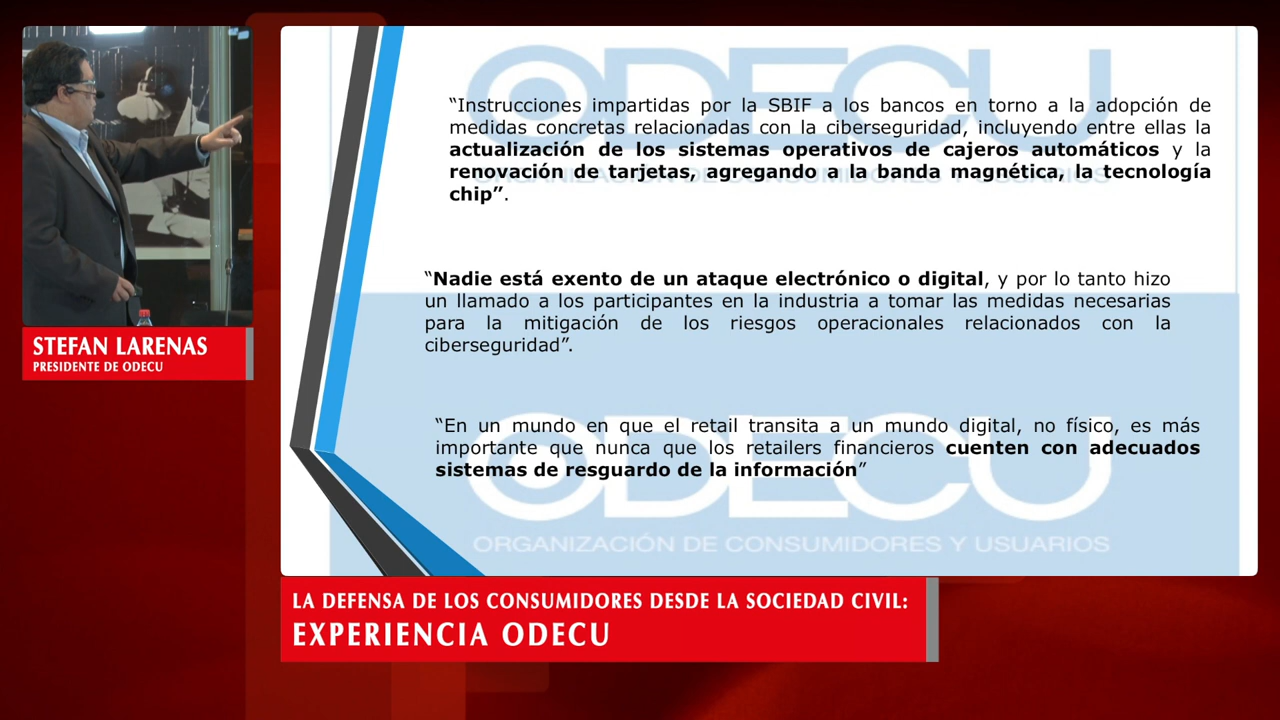 ODECU
ORGANIZACIÓN DE CONSUMIDORES Y USUARIOS
“Instrucciones impartidas por la SBIF a los bancos en torno a la adopción de
medidas concretas relacionadas con la ciberseguridad, incluyendo entre ellas la
actualización de los sistemas operativos de cajeros automáticos y la
renovación de tarjetas, agregando a la banda magnética, la tecnología
chip”.
“Nadie está exento de un ataque electrónico o digital, y por lo tanto hizo
un llamado a los participantes en la industria a tomar las medidas necesarias
para la mitigación de los riesgos operacionales relacionados con la
ciberseguridad”.
STEFAN LARENAS
PRESIDENTE DE ODECU
“En un mundo en que el retail transita a un mundo digital, no físico, es más
importante que nunca que los retailers financieros cuenten con adecuados
sistemas de resguardo de la información”
ODECU
ORGANIZACIÓN DE CONSUMIDORES Y USUARIOS
LA DEFENSA DE LOS CONSUMIDORES DESDE LA SOCIEDAD CIVIL:
EXPERIENCIA ODECU